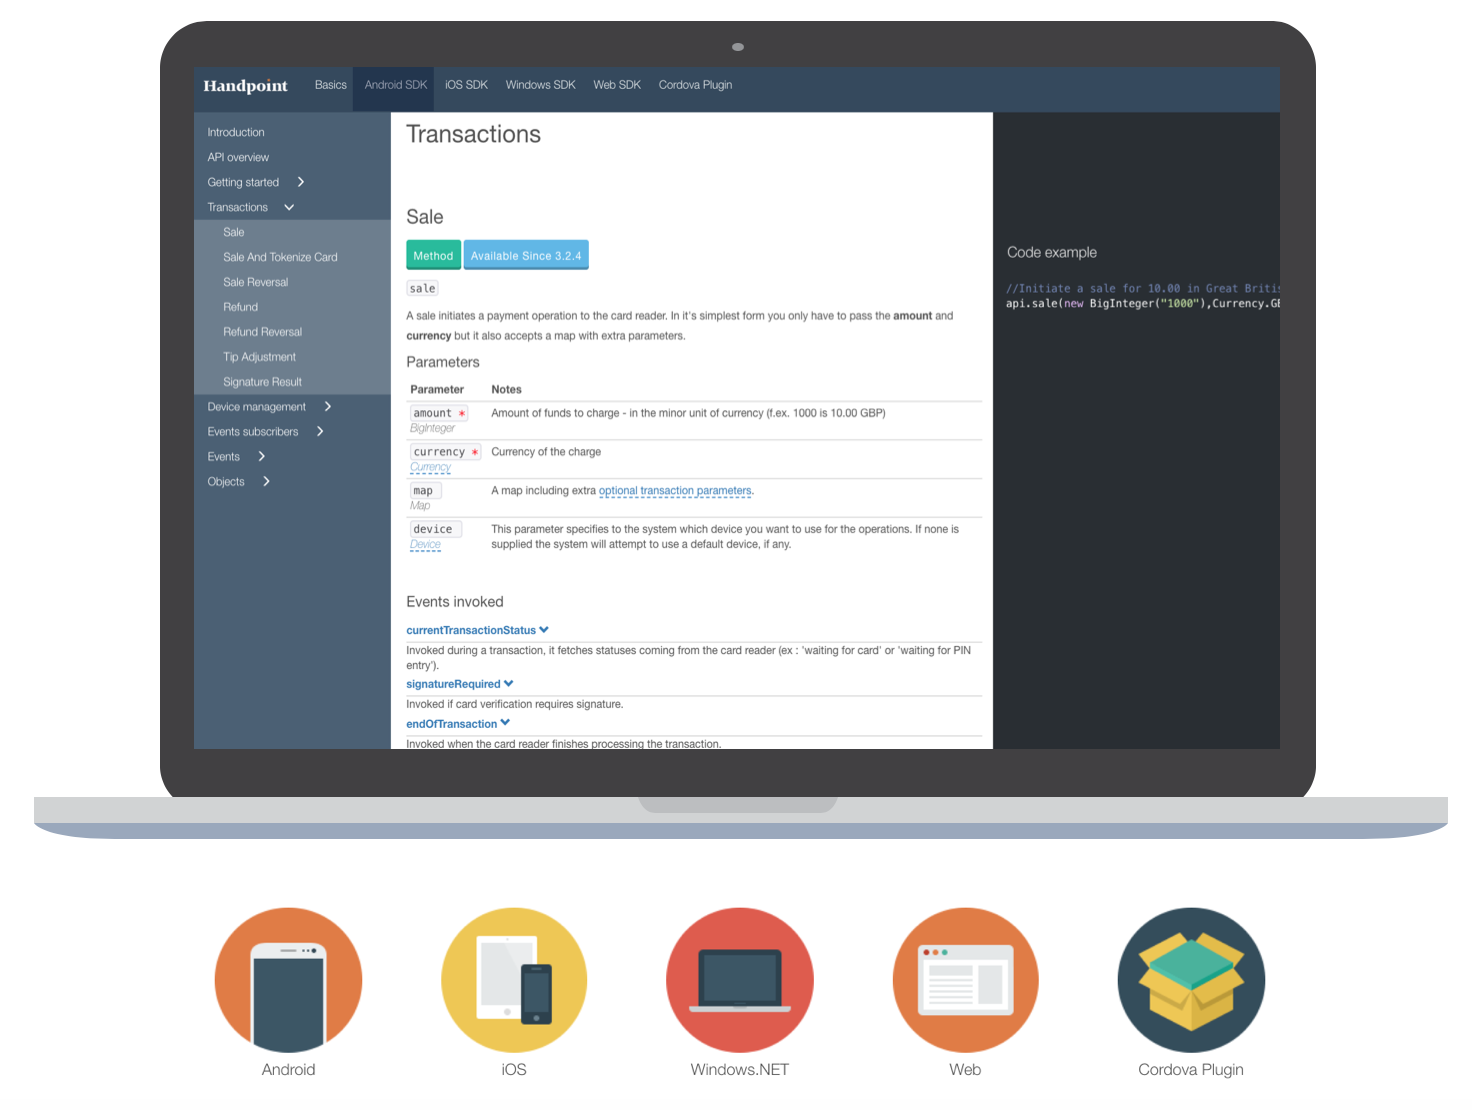 Handpoint
Basics
Android SDK
iOS SDK
Windows SDK
Web SDK
Cordova Plugin
Introduction
API overview
Getting started
Transactions
Sale
Sale And Tokenize Card
Sale Reversal
Refund
Refund Reversal
Tip Adjustment
Signature Result
Device management
Events subscribers
Events
Objects
Transactions
Sale
Method
Available Since 3.2.4
sale
A sale initiates a payment operation to the card reader. In it's simplest form you only have to pass the amount and
currency but it also accepts a map with extra parameters.
Parameters
Parameter Notes
amount * Amount of funds to charge - in the minor unit of currency (f.ex. 1000 is 10.00 GBP)
BigInteger
currency * Currency of the charge
Currency
map A map including extra optional transaction parameters.
Map
device This parameter specifies to the system which device you want to use for the operations. If none is
Device supplied the system will attempt to use a default device, if any.
Events invoked
currentTransactionStatus
Invoked during a transaction, it fetches statuses coming from the card reader (ex : 'waiting for card' or 'waiting for PIN
entry').
signatureRequired
Invoked if card verification requires signature.
endOfTransaction
Invoked when the card reader finishes processing the transaction.
Code example
//Initiate a sale for 10.00 in Great Britis
api.sale(new BigInteger("1000"),Currency.GB
Android
iOS
Windows.NET
Web
Cordova Plugin